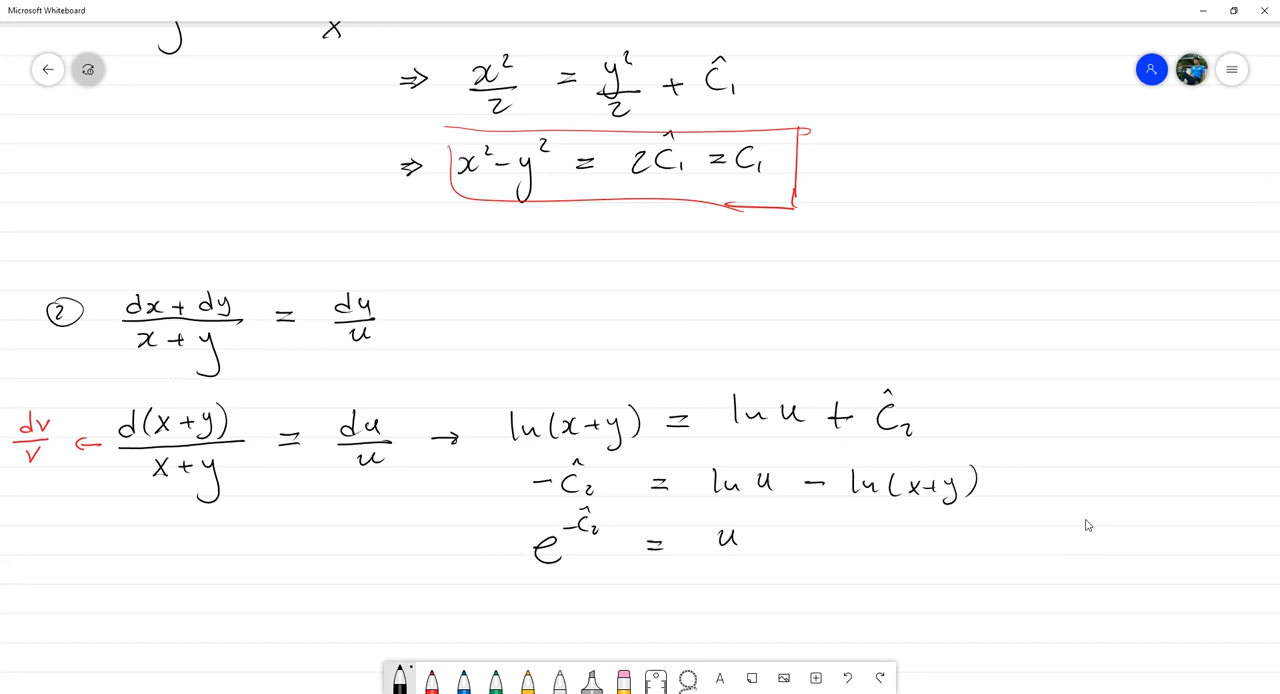 Microsoft Whiteboard
y x
⇒ x²/2 = y²/2 + Ĉ₁
⇒ x² - y² = 2Ĉ₁ = C₁
② (dx + dy)/(x + y) = du/u
dv/v ← d(x+y)/(x+y) = du/u → ln(x+y) = ln u + Ĉ₂
-Ĉ₂ = ln u - ln(x+y)
e^(-Ĉ₂) = u
A